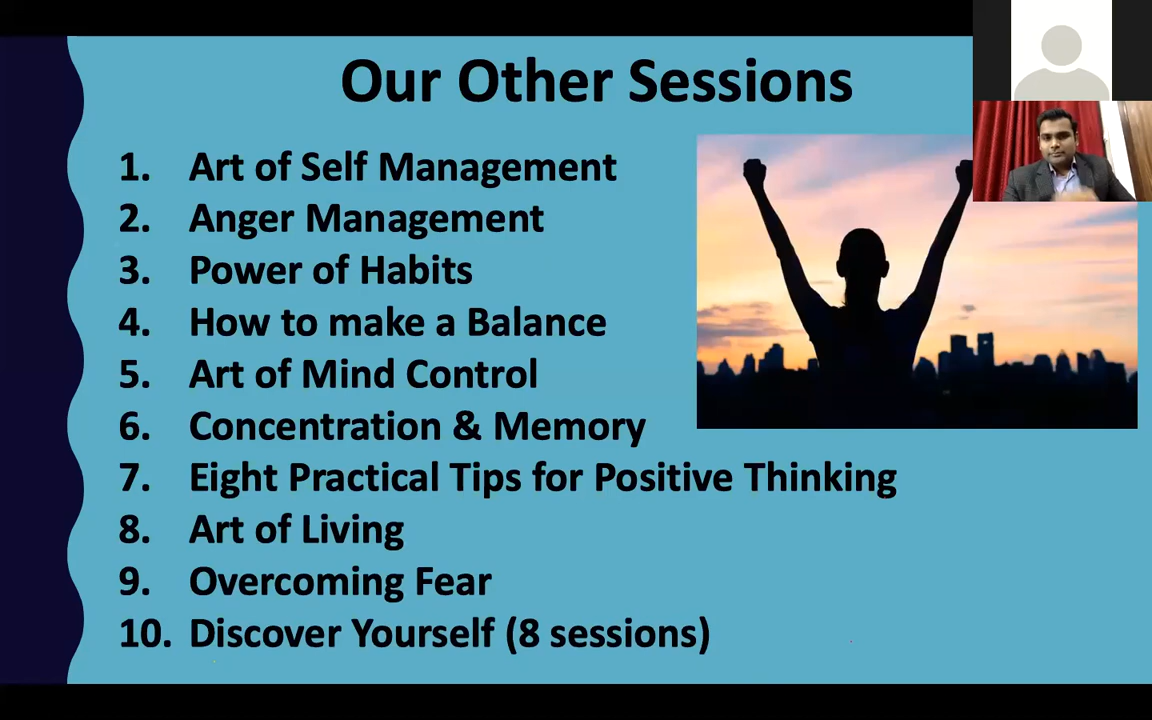 Our Other Sessions
1. Art of Self Management
2. Anger Management
3. Power of Habits
4. How to make a Balance
5. Art of Mind Control
6. Concentration & Memory
7. Eight Practical Tips for Positive Thinking
8. Art of Living
9. Overcoming Fear
10. Discover Yourself (8 sessions)